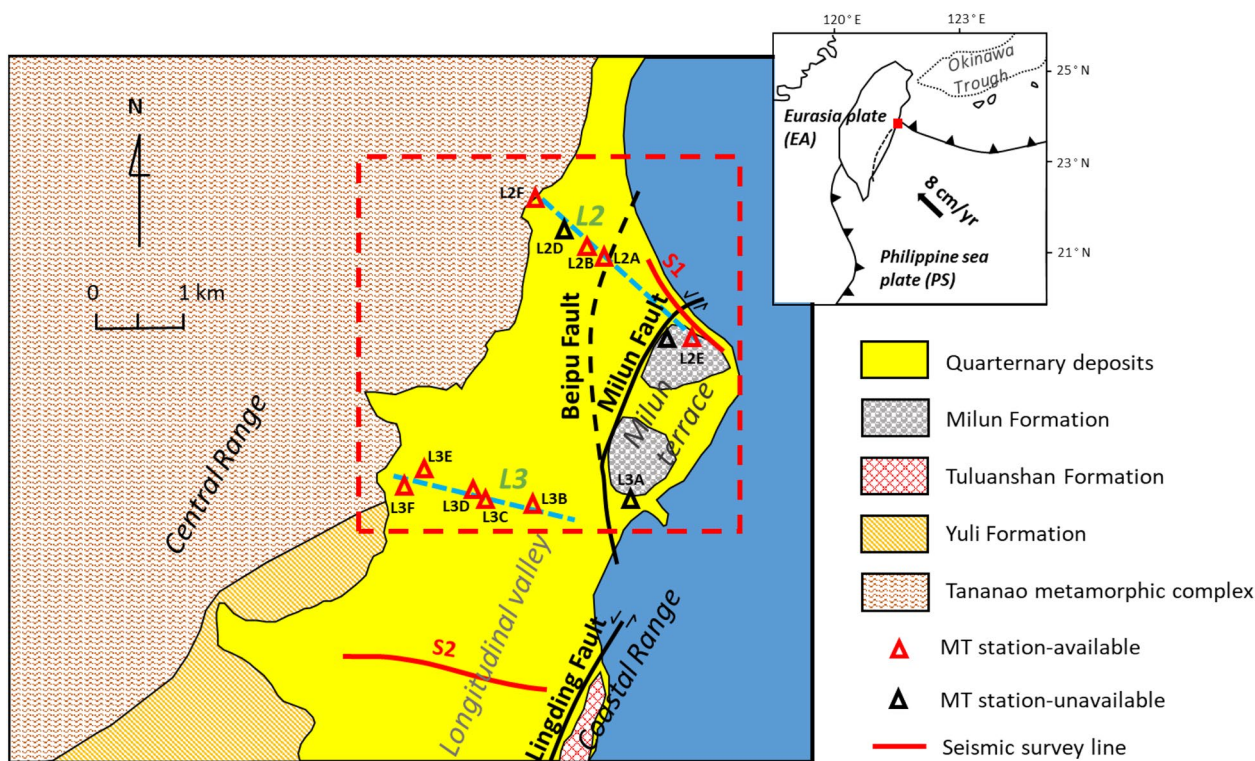 120°E
123°E
Okinawa
Trough
25°N
Eurasia plate
(EA)
23°N
8 cm/yr
21°N
Philippine sea
plate (PS)
N
0
1 km
L2F
L2
L2D
L2B
L2A
S1
Beipu Fault
Milun Fault
L2E
Milun
terrace
Central Range
L3E
L3
L3F
L3D
L3C
L3B
L3A
Longitudinal valley
S2
Lingding Fault
Coastal Range
Quarternary deposits
Milun Formation
Tuluanshan Formation
Yuli Formation
Tananao metamorphic complex
MT station-available
MT station-unavailable
Seismic survey line